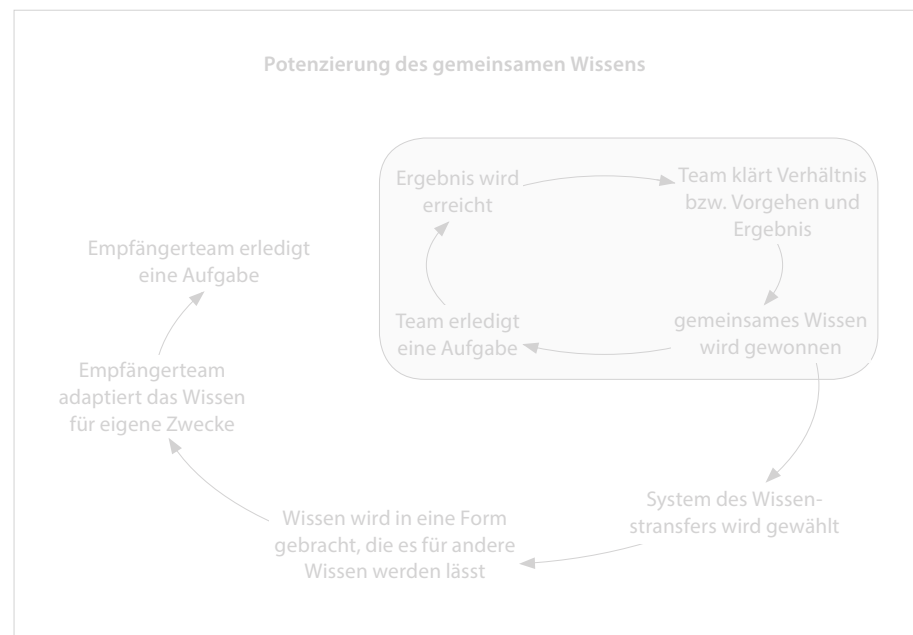 Potenzierung des gemeinsamen Wissens
Ergebnis wird
erreicht
Team klärt Verhältnis
bzw. Vorgehen und
Ergebnis
Empfängerteam erledigt
eine Aufgabe
Team erledigt
eine Aufgabe
gemeinsames Wissen
wird gewonnen
Empfängerteam
adaptiert das Wissen
für eigene Zwecke
System des Wissen-
stransfers wird gewählt
Wissen wird in eine Form
gebracht, die es für andere
Wissen werden lässt